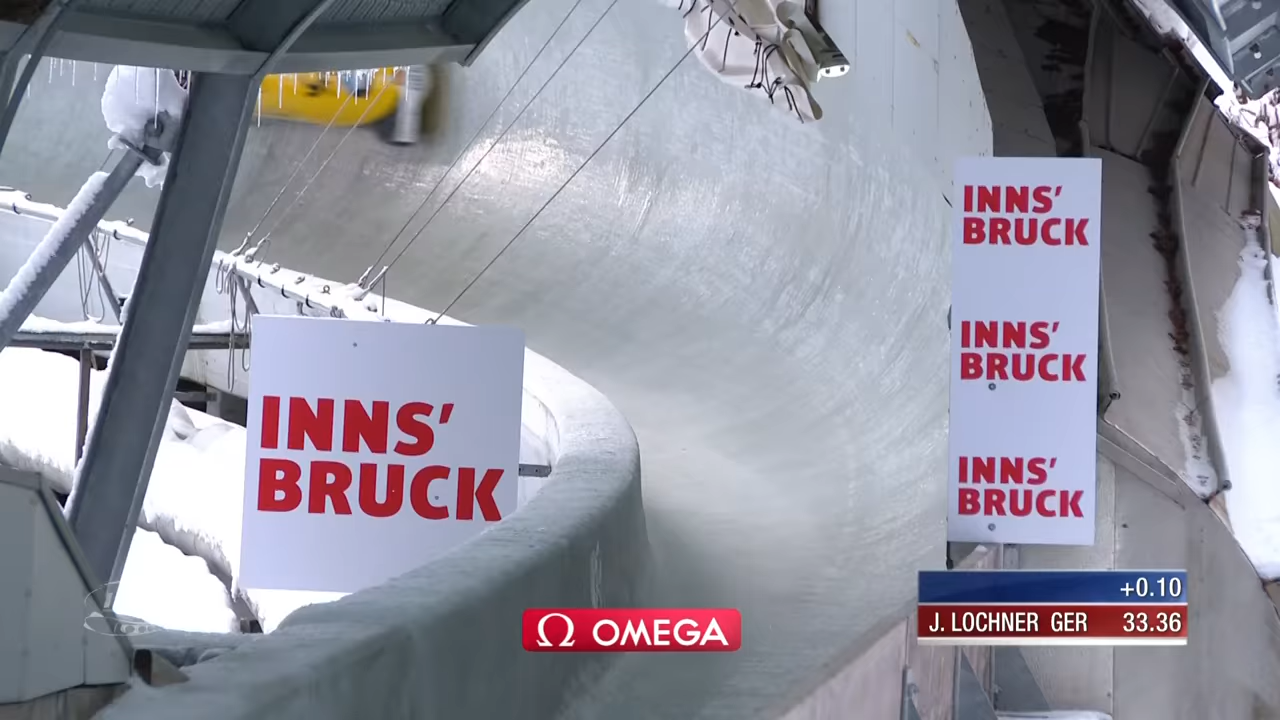 INNS'
BRUCK
INNS'
BRUCK
INNS'
BRUCK
INNS'
BRUCK
+0.10
J. LOCHNER GER 33.36
Ω OMEGA